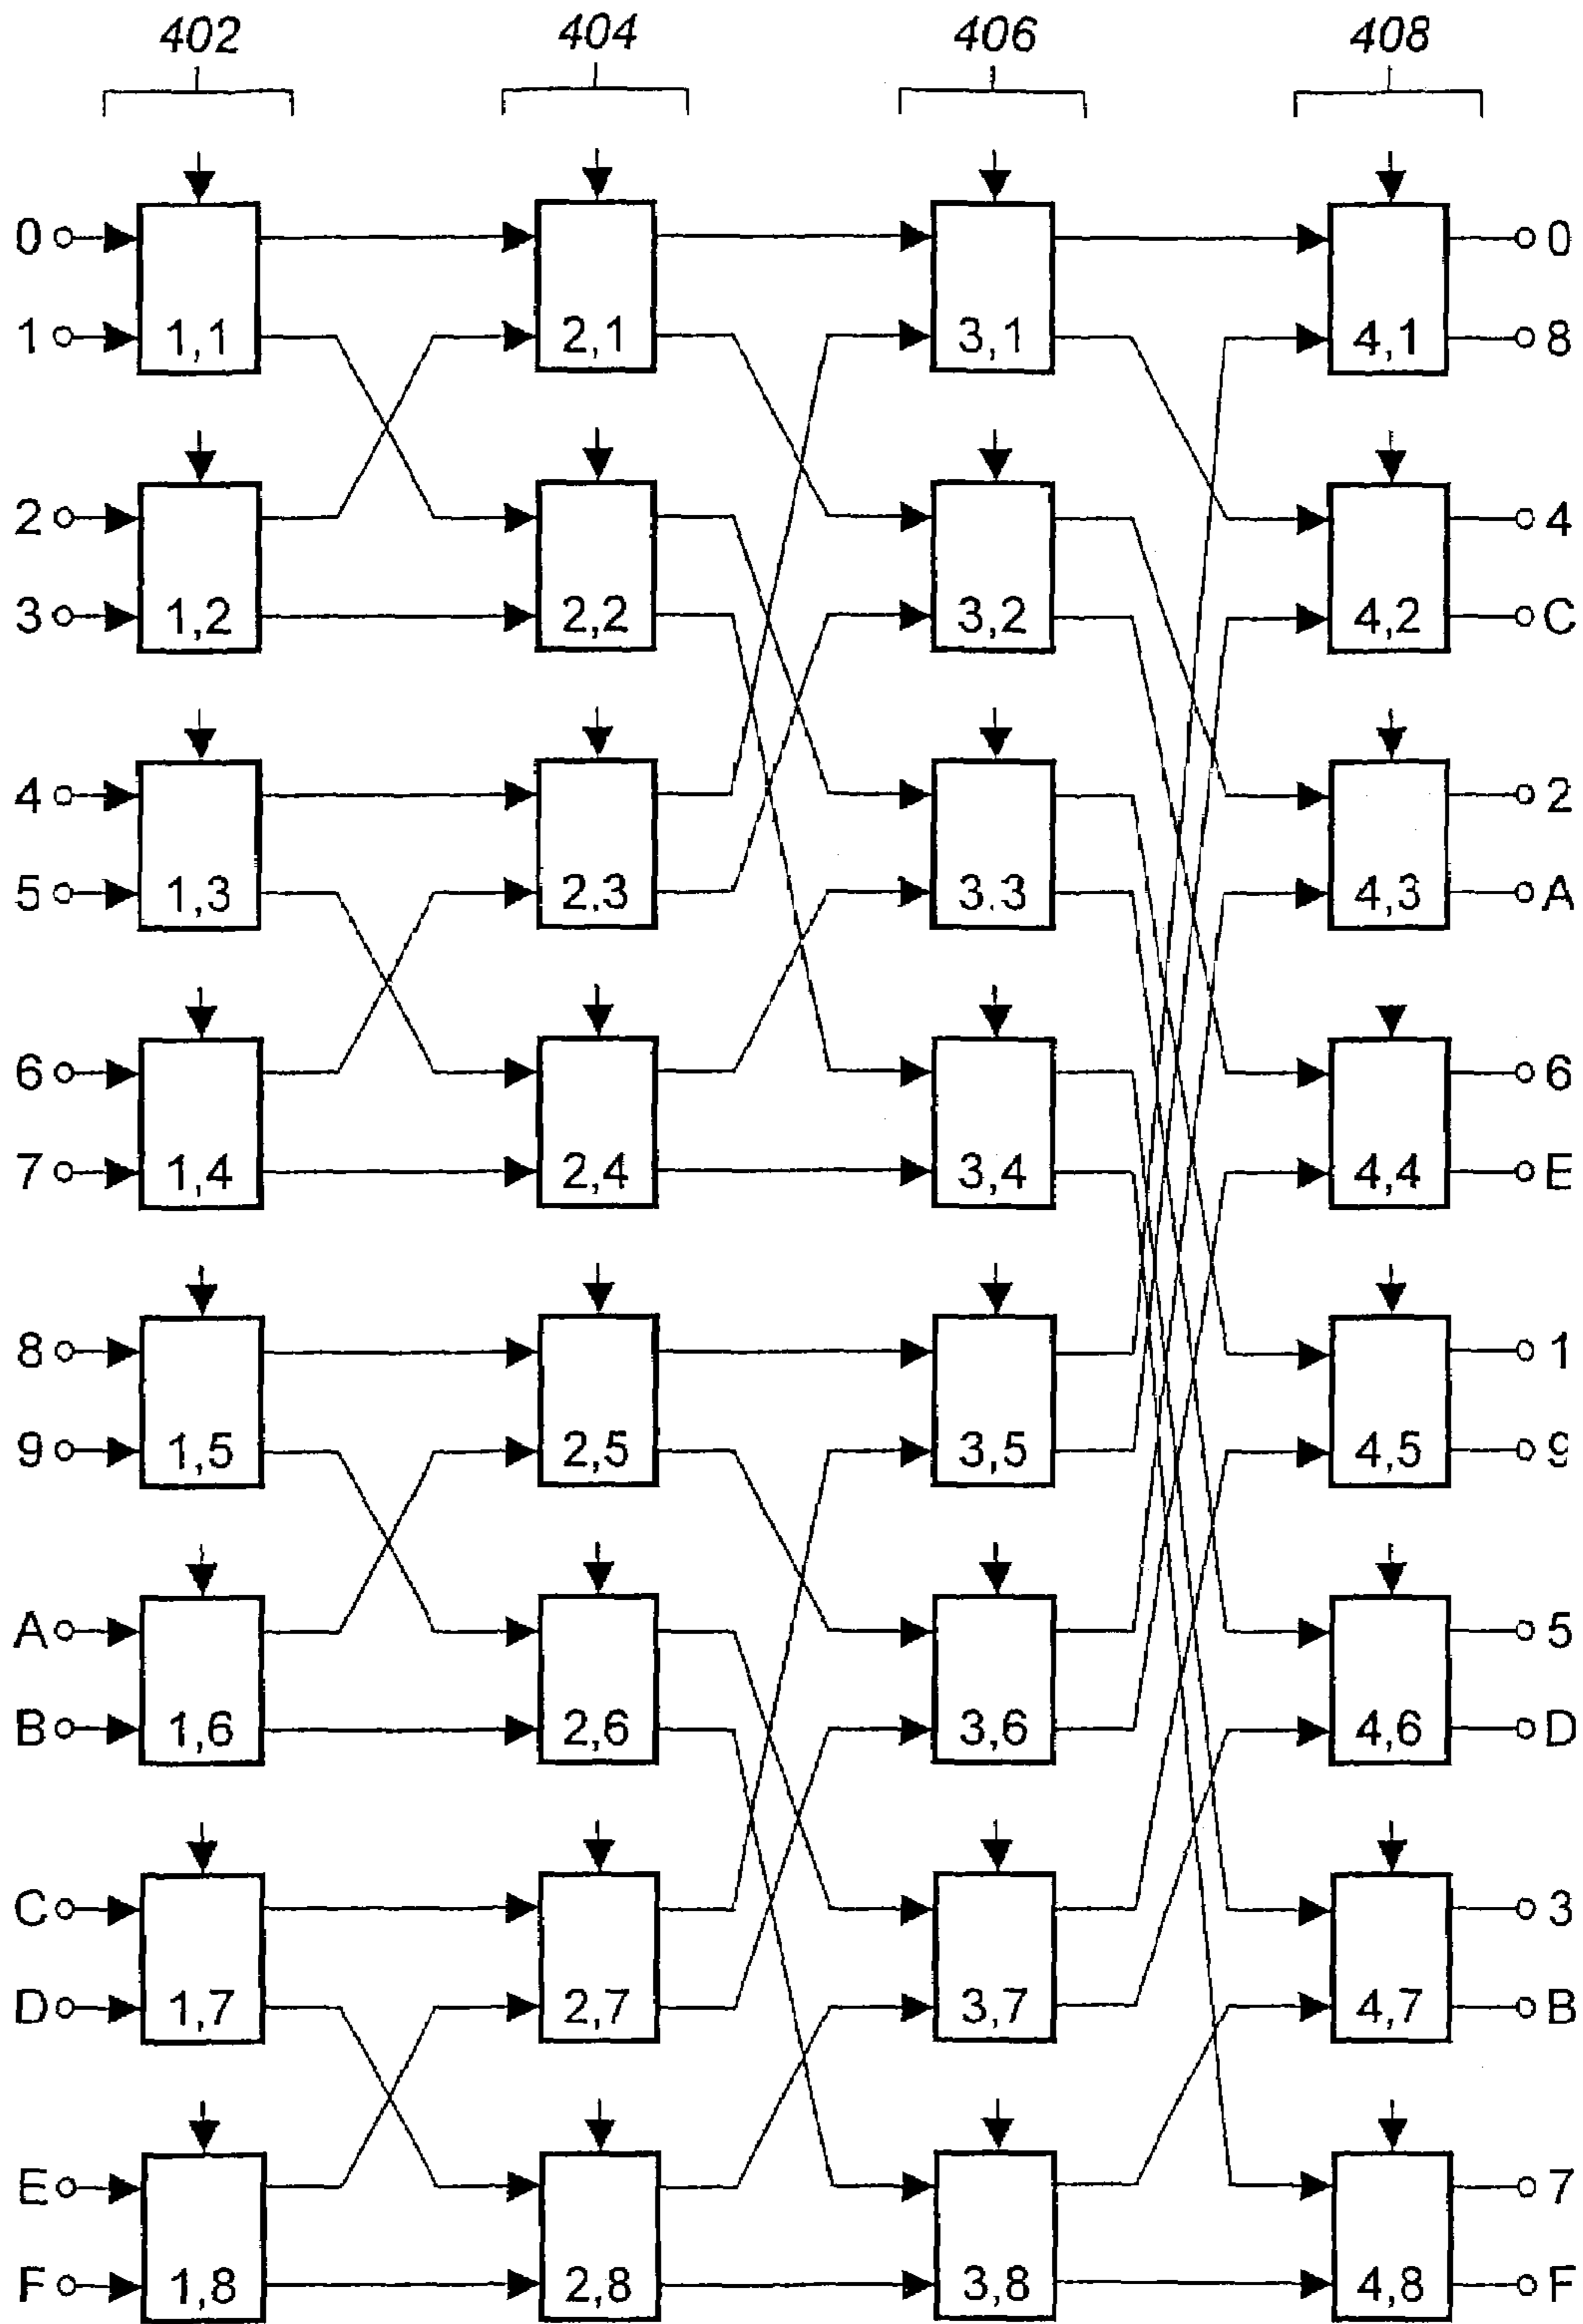 402 404 406 408
0 0
1 1,1 2,1 3,1 4,1 8
2 4
3 1,2 2,2 3,2 4,2 C
4 2
5 1,3 2,3 3.3 4,3 A
6 6
7 1,4 2,4 3,4 4,4 E
8 1
9 1,5 2,5 3,5 4,5 9
A 5
B 1,6 2,6 3,6 4,6 D
C 3
D 1,7 2,7 3,7 4,7 B
E 7
F 1,8 2,8 3,8 4,8 F